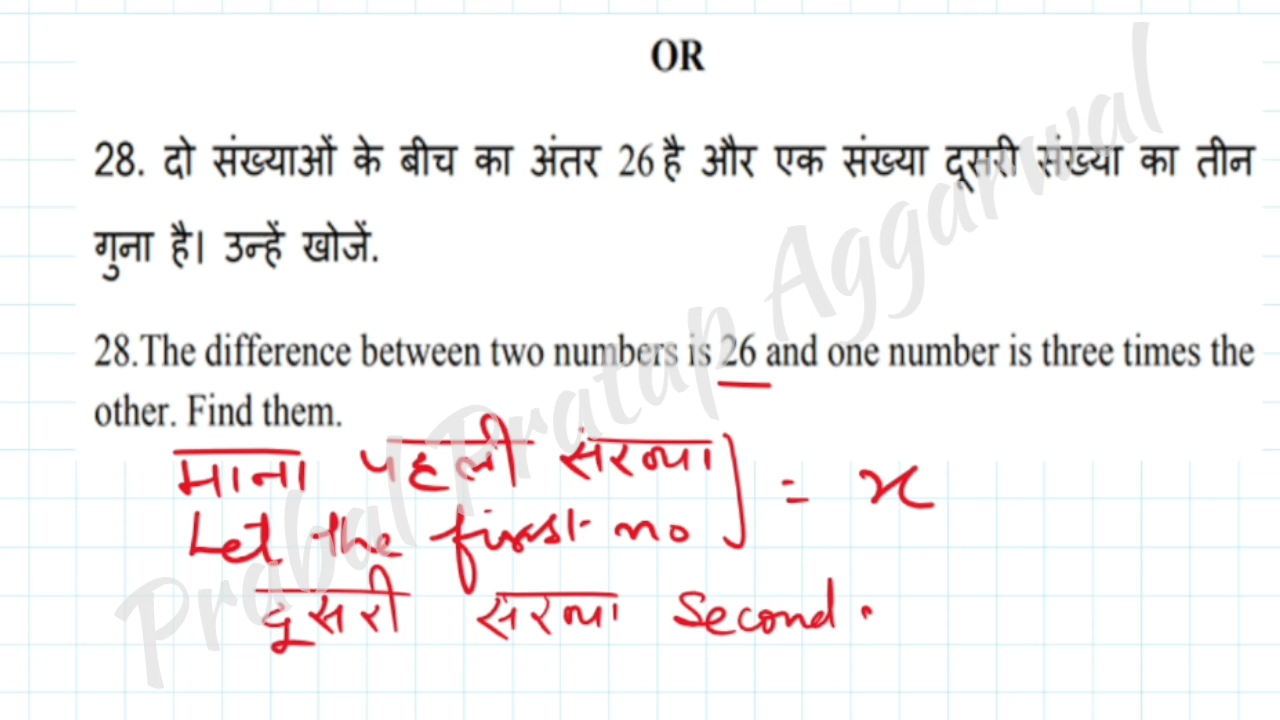 OR
28. दो संख्याओं के बीच का अंतर 26 है और एक संख्या दूसरी संख्या का तीन
गुना है। उन्हें खोजें.
28.The difference between two numbers is 26 and one number is three times the
other. Find them.
माना पहली संख्या
Let the first no ] = x
दूसरी संख्या second.
Prabal Pratap Aggarwal